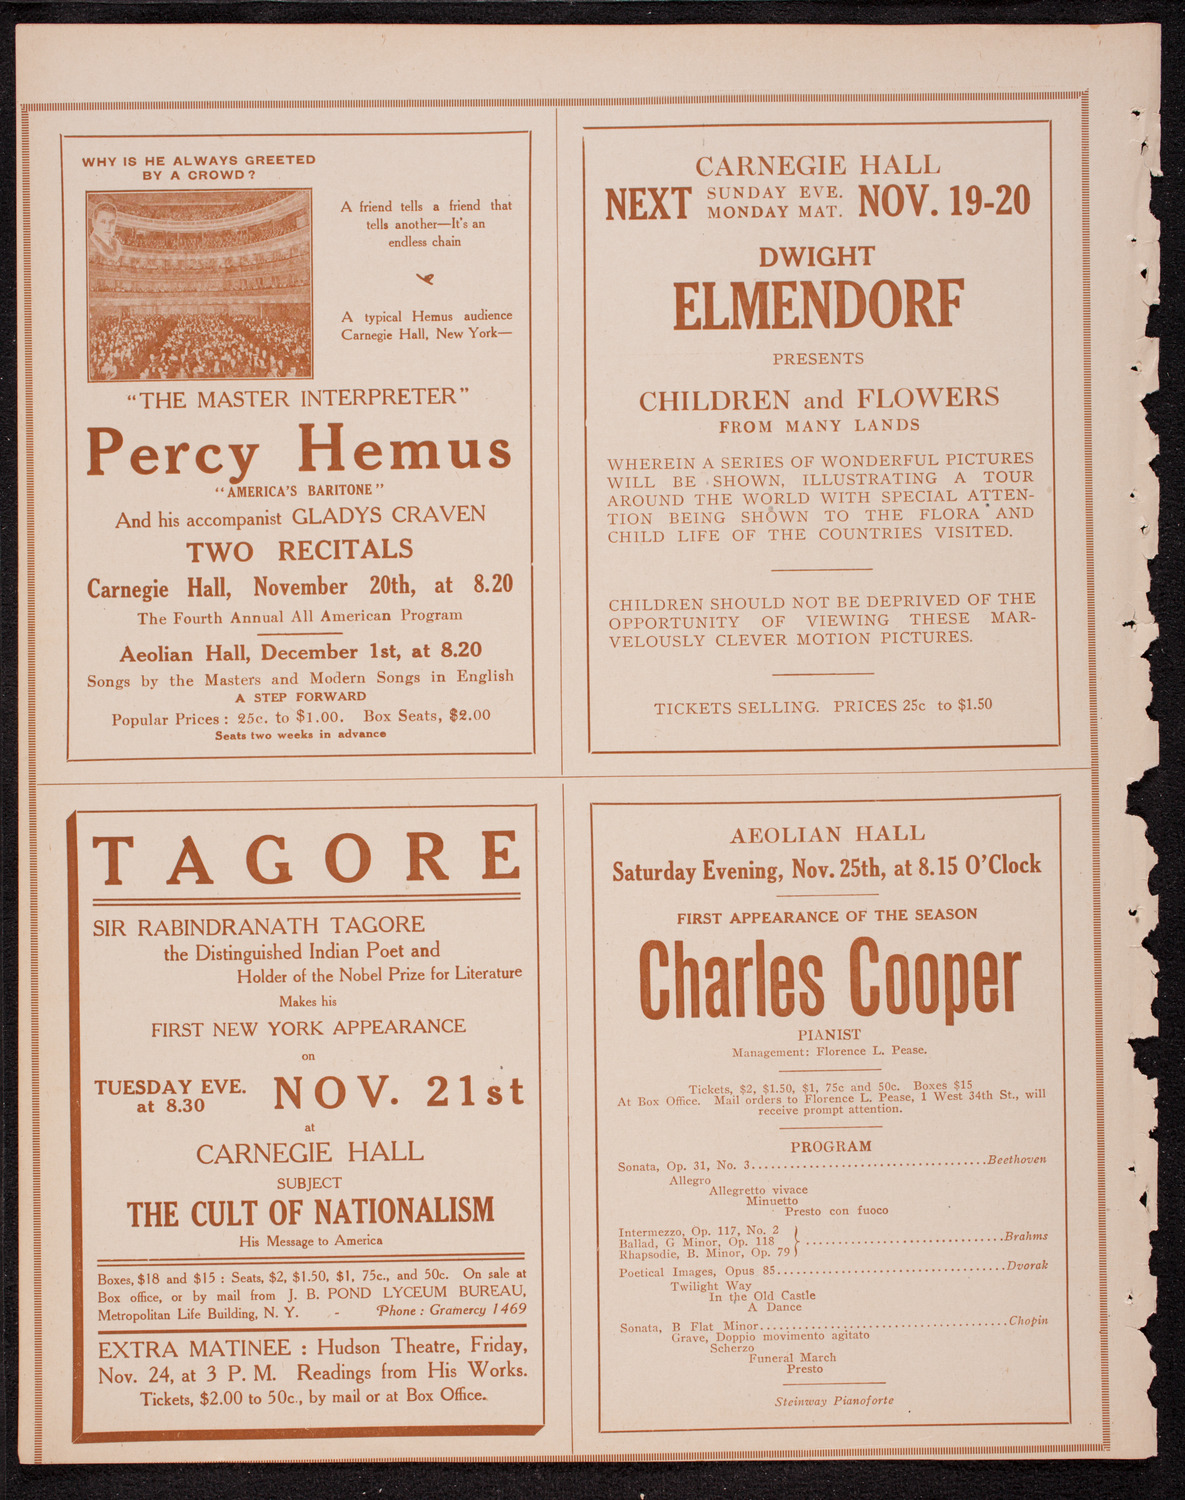 WHY IS HE ALWAYS GREETED
BY A CROWD?
A friend tells a friend that
tells another—It's an
endless chain
A typical Hemus audience
Carnegie Hall, New York—
"THE MASTER INTERPRETER"
Percy Hemus
"AMERICA'S BARITONE"
And his accompanist GLADYS CRAVEN
TWO RECITALS
Carnegie Hall, November 20th, at 8.20
The Fourth Annual All American Program
Aeolian Hall, December 1st, at 8.20
Songs by the Masters and Modern Songs in English
A STEP FORWARD
Popular Prices: 25c. to $1.00. Box Seats, $2.00
Seats two weeks in advance
CARNEGIE HALL
NEXT SUNDAY EVE. NOV. 19-20
MONDAY MAT.
DWIGHT
ELMENDORF
PRESENTS
CHILDREN and FLOWERS
FROM MANY LANDS
WHEREIN A SERIES OF WONDERFUL PICTURES
WILL BE SHOWN, ILLUSTRATING A TOUR
AROUND THE WORLD WITH SPECIAL ATTEN-
TION BEING SHOWN TO THE FLORA AND
CHILD LIFE OF THE COUNTRIES VISITED.
CHILDREN SHOULD NOT BE DEPRIVED OF THE
OPPORTUNITY OF VIEWING THESE MAR-
VELOUSLY CLEVER MOTION PICTURES.
TICKETS SELLING. PRICES 25c to $1.50
TAGORE
SIR RABINDRANATH TAGORE
the Distinguished Indian Poet and
Holder of the Nobel Prize for Literature
Makes his
FIRST NEW YORK APPEARANCE
on
TUESDAY EVE. NOV. 21st
at 8.30
at
CARNEGIE HALL
SUBJECT
THE CULT OF NATIONALISM
His Message to America
Boxes, $18 and $15 : Seats, $2, $1.50, $1, 75c., and 50c. On sale at
Box office, or by mail from J. B. POND LYCEUM BUREAU,
Metropolitan Life Building, N. Y. - Phone : Gramercy 1469
EXTRA MATINEE : Hudson Theatre, Friday,
Nov. 24, at 3 P. M. Readings from His Works.
Tickets, $2.00 to 50c., by mail or at Box Office.
AEOLIAN HALL
Saturday Evening, Nov. 25th, at 8.15 O'Clock
FIRST APPEARANCE OF THE SEASON
Charles Cooper
PIANIST
Management: Florence L. Pease.
Tickets, $2, $1.50, $1, 75c and 50c. Boxes $15
At Box Office. Mail orders to Florence L. Pease, 1 West 34th St., will
receive prompt attention.
PROGRAM
Sonata, Op. 31, No. 3....................................Beethoven
Allegro
Allegretto vivace
Minuetto
Presto con fuoco
Intermezzo, Op. 117, No. 2
Ballad, G Minor, Op. 118 } ..............................Brahms
Rhapsodie, B. Minor, Op. 79
Poetical Images, Opus 85...................................Dvorak
Twilight Way
In the Old Castle
A Dance
Sonata, B Flat Minor......................................Chopin
Grave, Doppio movimento agitato
Scherzo
Funeral March
Presto
Steinway Pianoforte